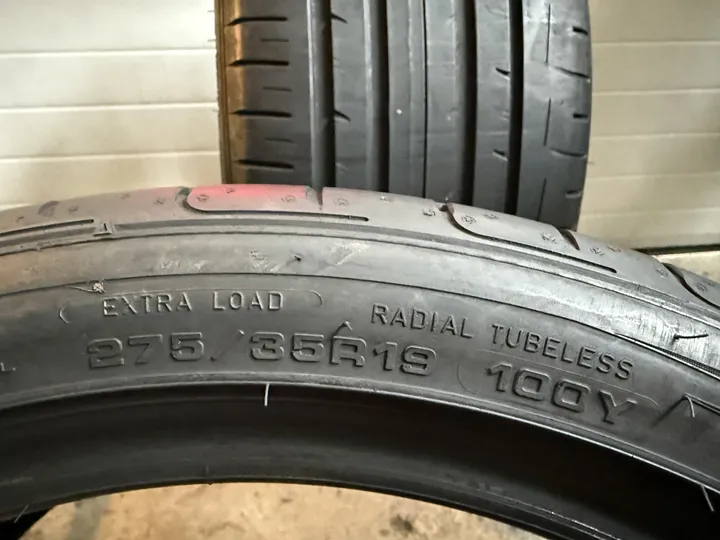 EXTRA LOAD
RADIAL TUBELESS
275/35R19 100Y